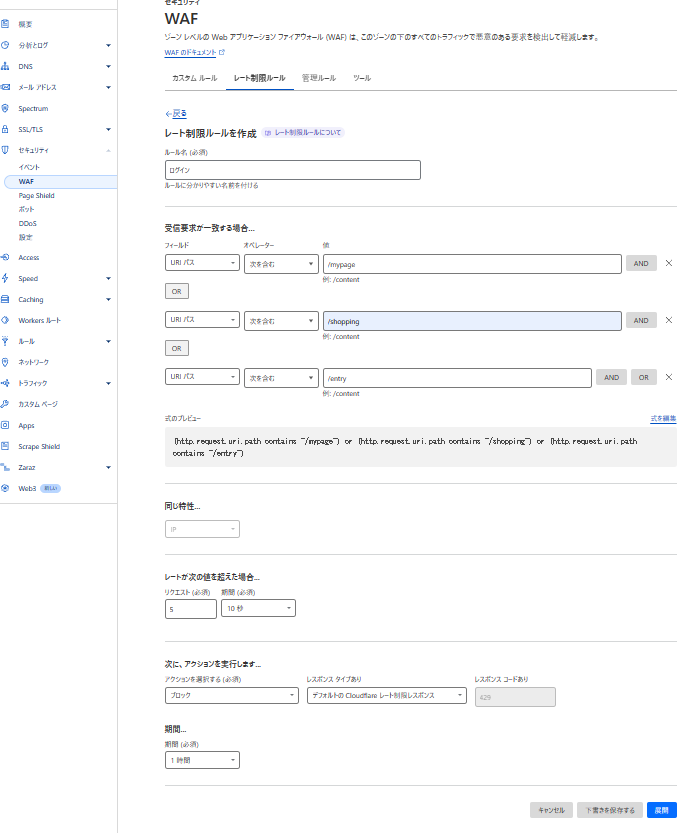 セキュリティ
WAF
ゾーン レベルの Web アプリケーション ファイアウォール (WAF) は、このゾーンの下のすべてのトラフィックで悪意のある要求を検出して軽減します。
WAF のドキュメント
カスタム ルール レート制限ルール 管理ルール ツール
概要
分析とログ
DNS
メール アドレス
Spectrum
SSL/TLS
セキュリティ
イベント
WAF
Page Shield
ボット
DDoS
設定
Access
Speed
Caching
Workers ルート
ルール
ネットワーク
トラフィック
カスタム ページ
Apps
Scrape Shield
Zaraz
Web3 新しい
←戻る
レート制限ルールを作成 レート制限ルールについて
ルール名 (必須)
ログイン
ルールに分かりやすい名前を付ける
受信要求が一致する場合...
フィールド オペレーター 値
URI パス 次を含む /mypage AND
例: /content
OR
URI パス 次を含む /shopping AND
例: /content
OR
URI パス 次を含む /entry AND OR
例: /content
式のプレビュー 式を編集
(http.request.uri.path contains "/mypage") or (http.request.uri.path contains "/shopping") or (http.request.uri.path
contains "/entry")
同じ特性...
IP
レートが次の値を超えた場合...
リクエスト (必須) 期間 (必須)
5 10 秒
次に、アクションを実行します...
アクションを選択する (必須) レスポンス タイプあり レスポンス コードあり
ブロック デフォルトの Cloudflare レート制限レスポンス 429
期間...
期間 (必須)
1 時間
キャンセル 下書きを保存する 展開